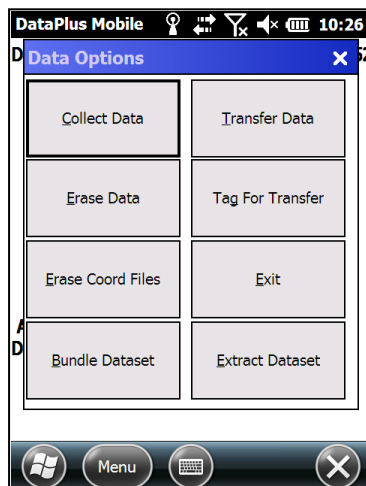 DataPlus Mobile 10:26
Data Options
Collect Data Transfer Data
Erase Data Tag For Transfer
Erase Coord Files Exit
Bundle Dataset Extract Dataset
Menu